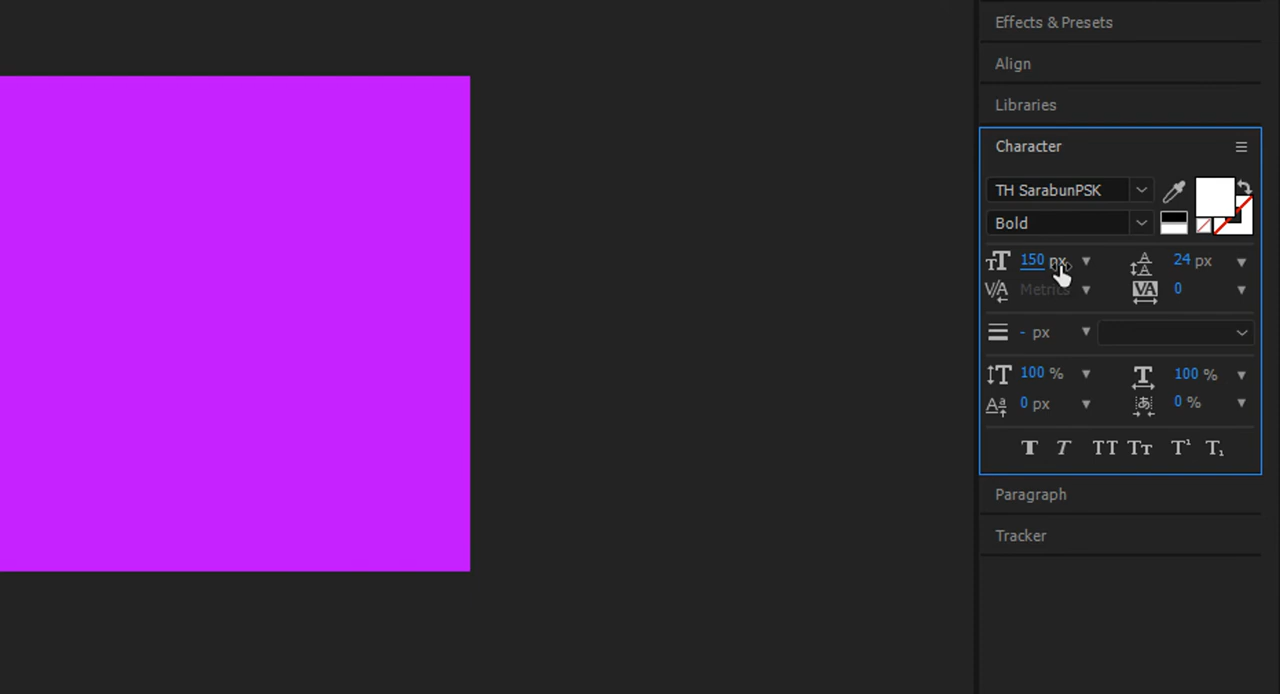 Effects & Presets
Align
Libraries
Character
TH SarabunPSK
Bold
150 px 24 px
Metrics 0
- px
100 % 100 %
0 px 0 %
Paragraph
Tracker